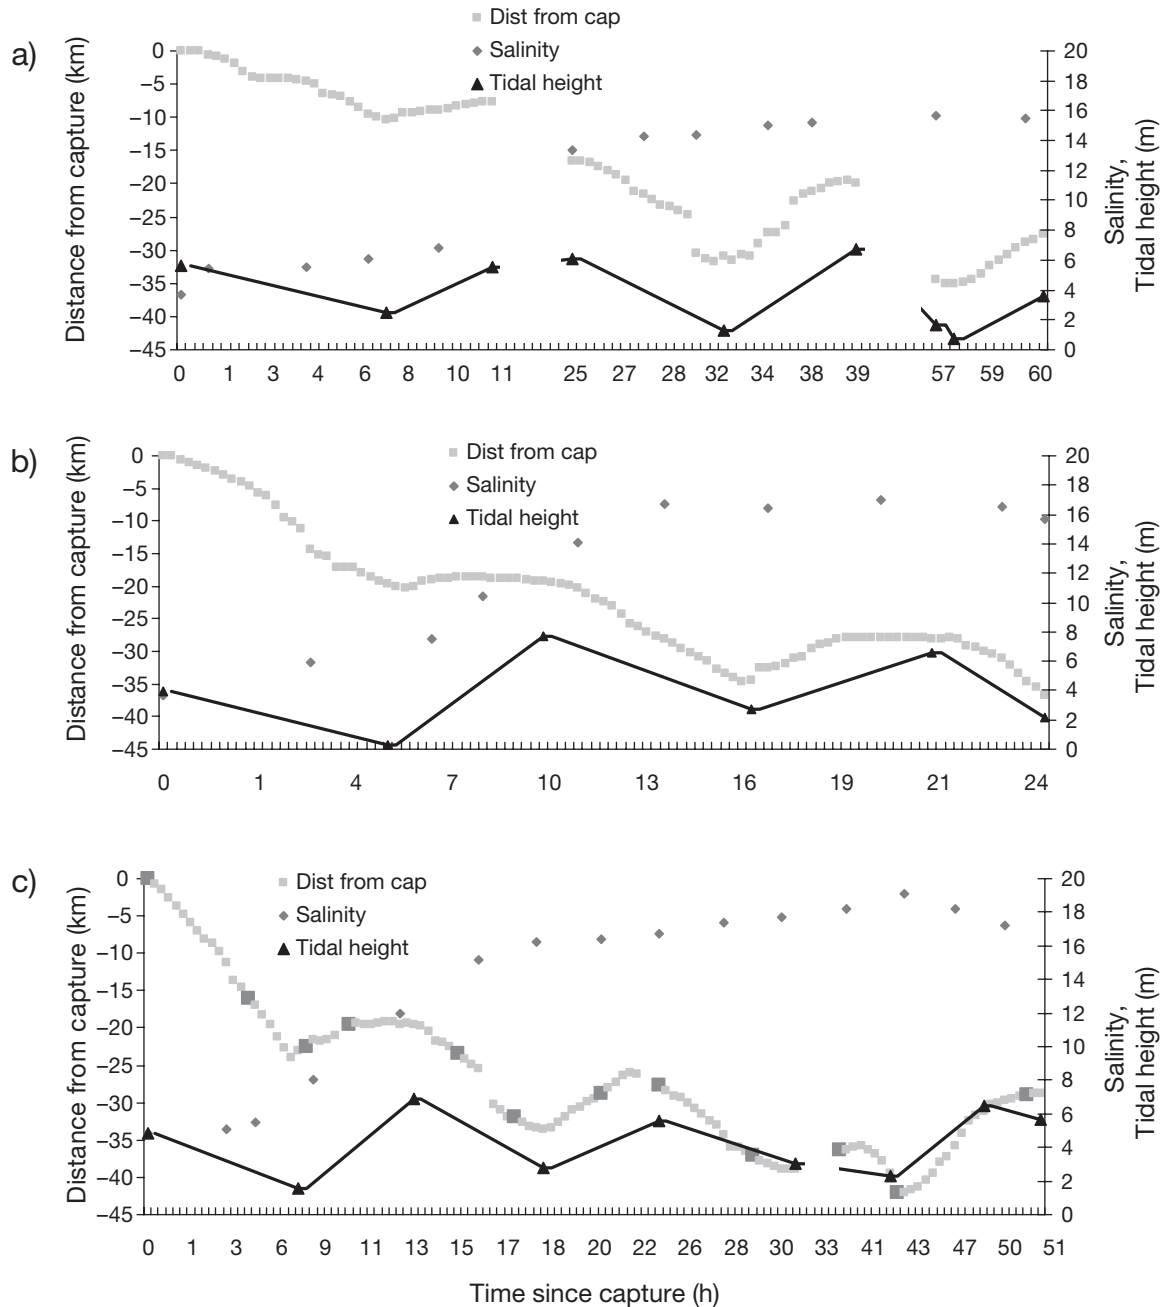 a)
Dist from cap
Salinity
Tidal height
Distance from capture (km)
0
−5
−10
−15
−20
−25
−30
−35
−40
−45
20
18
16
14
12
10
8
6
4
2
0
Salinity,
Tidal height (m)
0 1 3 4 6 8 10 11 25 27 28 32 34 38 39 57 59 60
b)
Dist from cap
Salinity
Tidal height
Distance from capture (km)
0
−5
−10
−15
−20
−25
−30
−35
−40
−45
20
18
16
14
12
10
8
6
4
2
0
Salinity,
Tidal height (m)
0 1 4 7 10 13 16 19 21 24
c)
Dist from cap
Salinity
Tidal height
Distance from capture (km)
0
−5
−10
−15
−20
−25
−30
−35
−40
−45
20
18
16
14
12
10
8
6
4
2
0
Salinity,
Tidal height (m)
0 1 3 6 9 11 13 15 17 18 20 22 26 28 30 33 41 43 47 50 51
Time since capture (h)